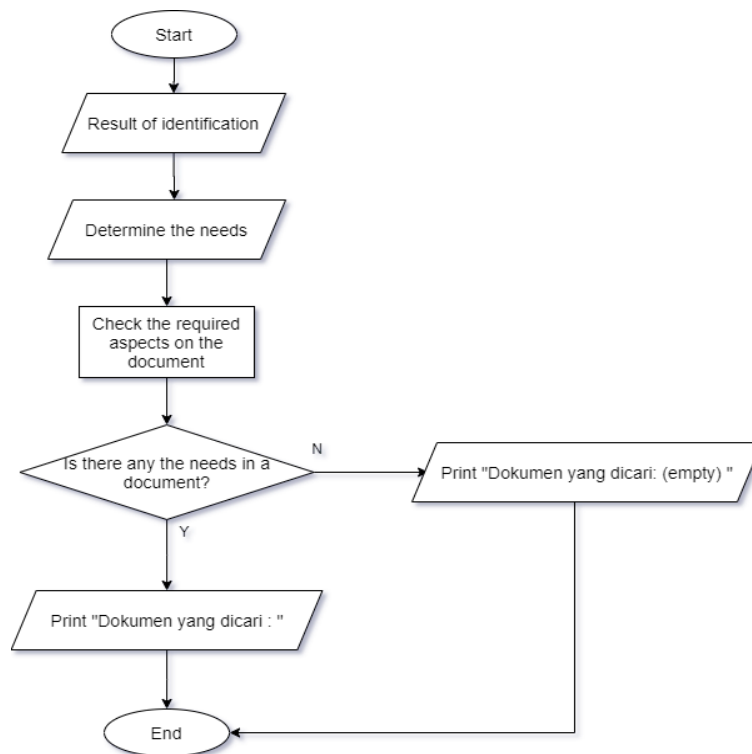 Start
Result of identification
Determine the needs
Check the required
aspects on the
document
Is there any the needs in a
document?
N
Print "Dokumen yang dicari: (empty) "
Y
Print "Dokumen yang dicari : "
End